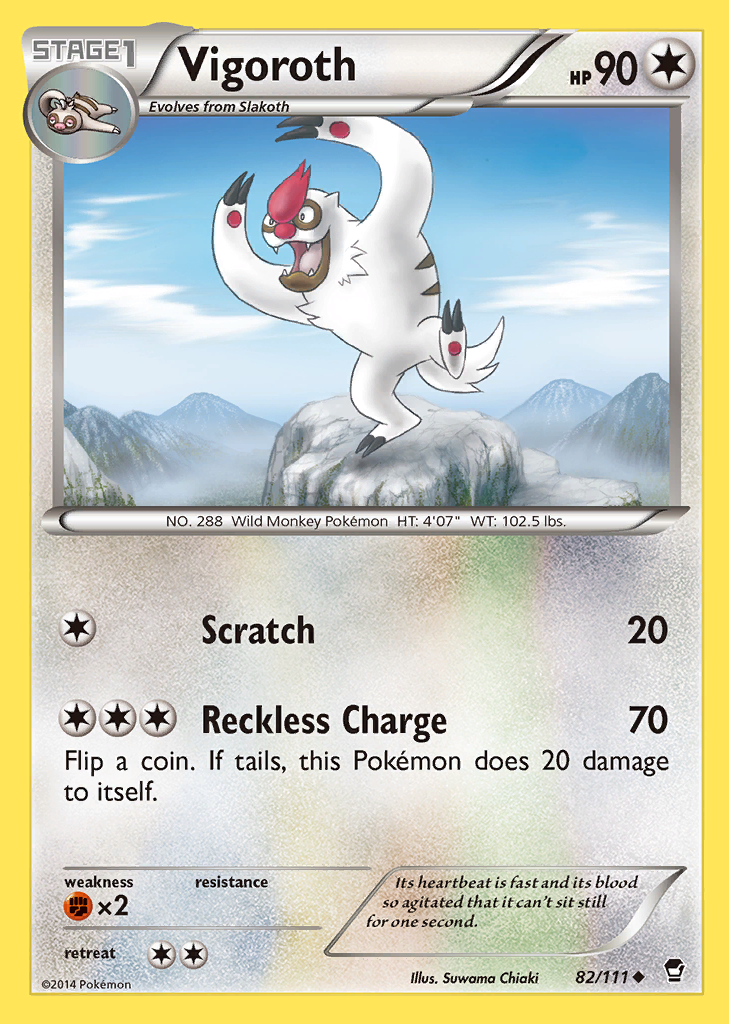 STAGE1
Vigoroth
HP 90
Evolves from Slakoth
NO. 288 Wild Monkey Pokémon HT: 4'07" WT: 102.5 lbs.
Scratch 20
Reckless Charge 70
Flip a coin. If tails, this Pokémon does 20 damage
to itself.
weakness resistance
×2
Its heartbeat is fast and its blood
so agitated that it can't sit still
for one second.
retreat
©2014 Pokémon
Illus. Suwama Chiaki 82/111